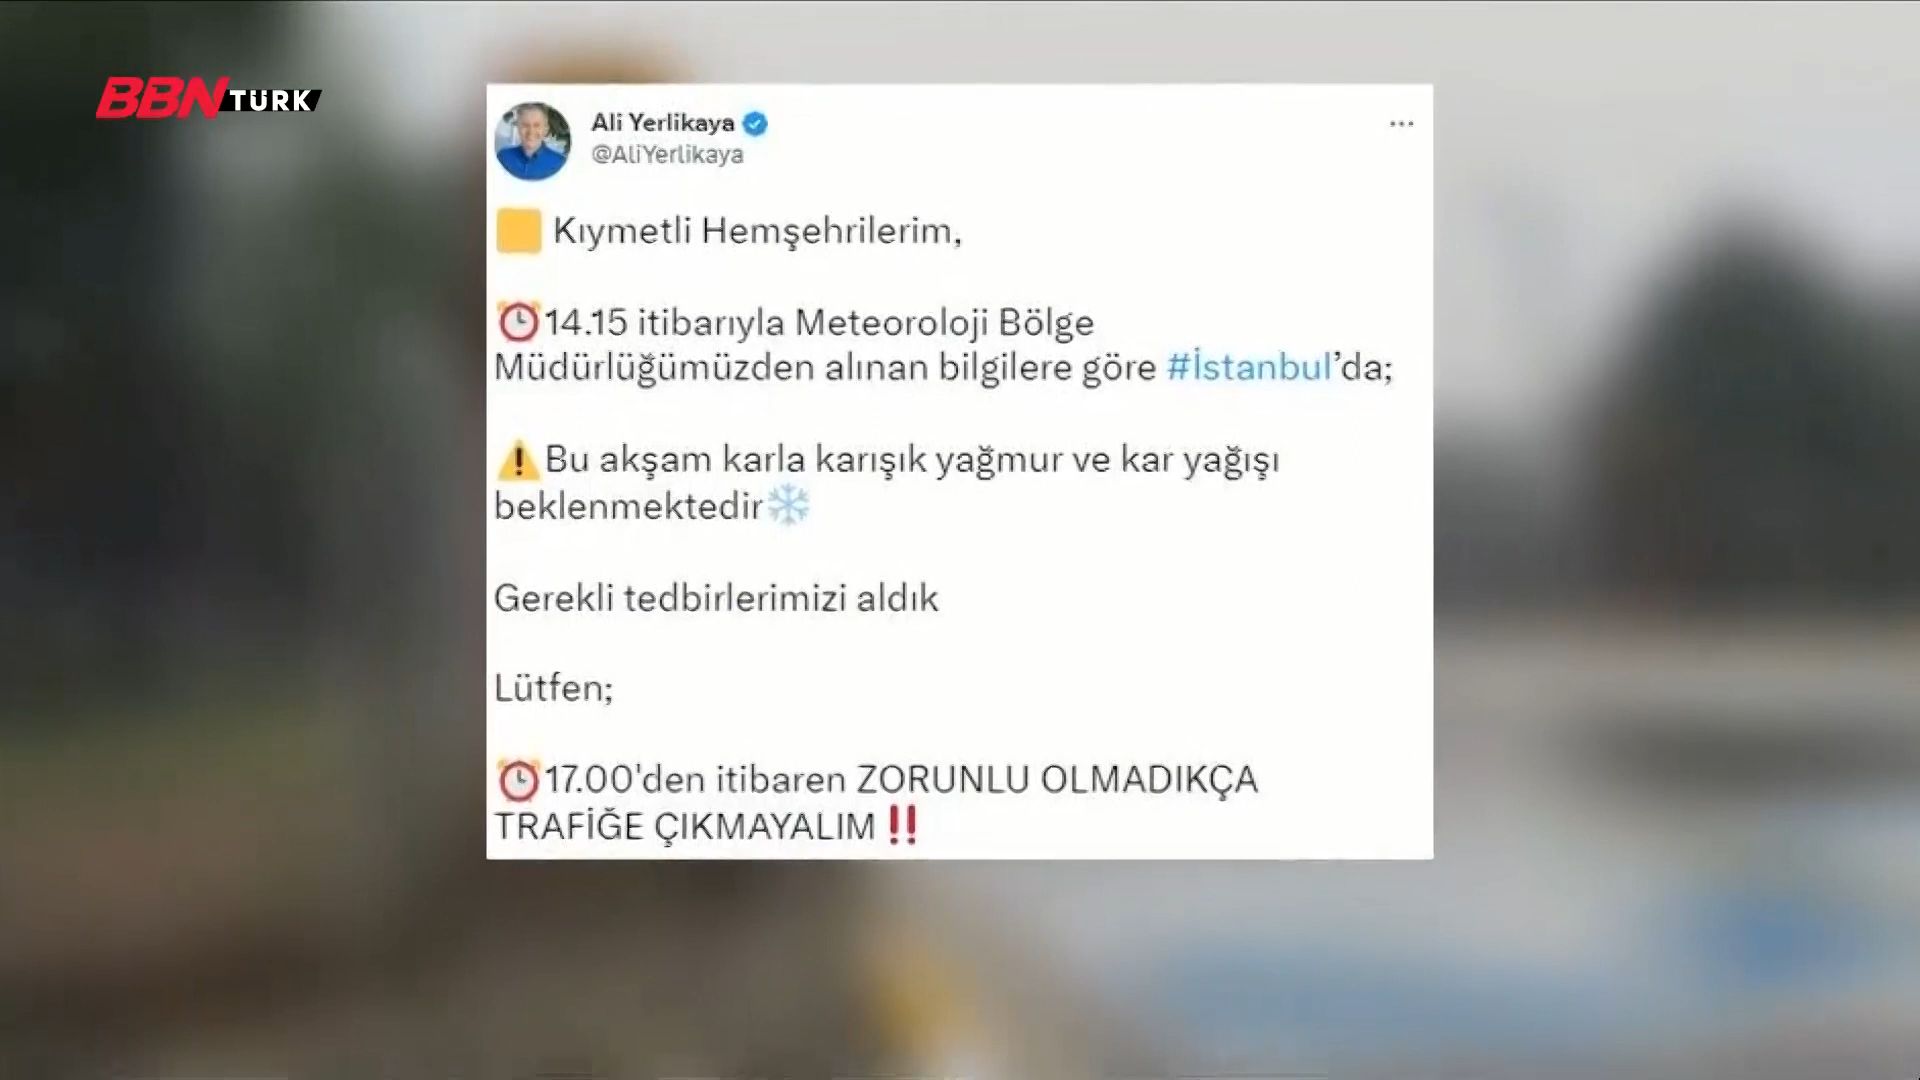 BBN TÜRK
Ali Yerlikaya
@AliYerlikaya
Kıymetli Hemşehrilerim,
14.15 itibarıyla Meteoroloji Bölge
Müdürlüğümüzden alınan bilgilere göre #İstanbul’da;
Bu akşam karla karışık yağmur ve kar yağışı
beklenmektedir
Gerekli tedbirlerimizi aldık
Lütfen;
17.00'den itibaren ZORUNLU OLMADIKÇA
TRAFİĞE ÇIKMAYALIM‼️